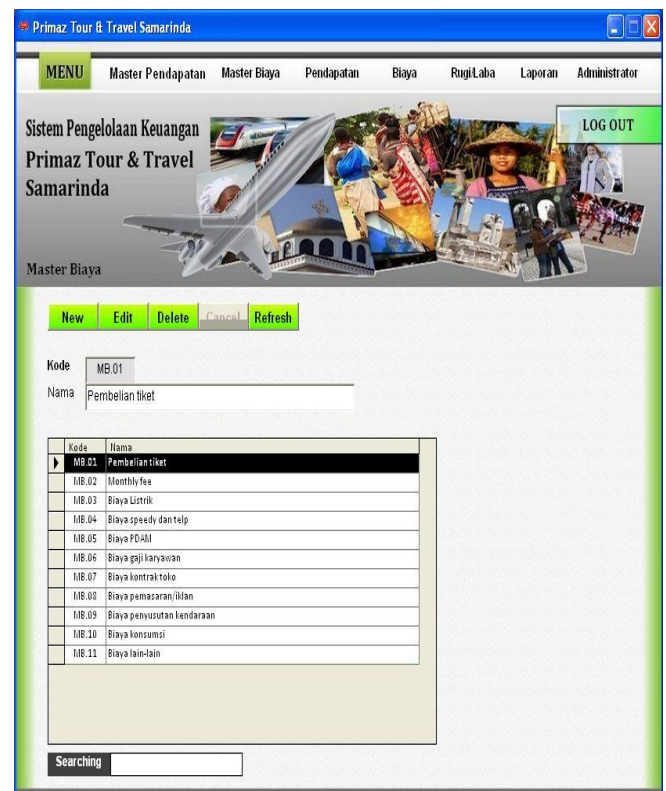 Primaz Tour & Travel Samarinda
MENU Master Pendapatan Master Biaya Pendapatan Biaya Rugi/Laba Laporan Administrator
LOG OUT
Sistem Pengelolaan Keuangan
Primaz Tour & Travel
Samarinda
Master Biaya
New Edit Delete Cancel Refresh
Kode MB.01
Nama Pembelian tiket
Kode Nama
MB.01 Pembelian tiket
MB.02 Monthly fee
MB.03 Biaya Listrik
MB.04 Biaya speedy dan telp
MB.05 Biaya PDAM
MB.06 Biaya gaji karyawan
MB.07 Biaya kontrak toko
MB.08 Biaya pemasaran/iklan
MB.09 Biaya penyusutan kendaraan
MB.10 Biaya konsumsi
MB.11 Biaya lain-lain
Searching